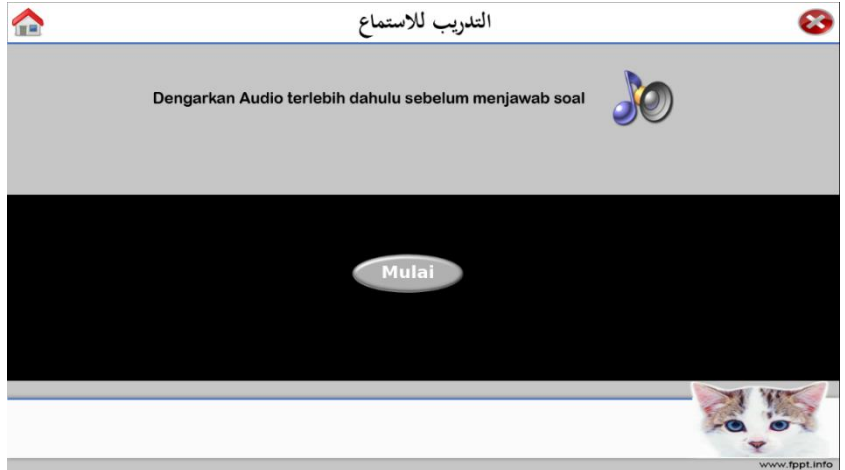 التدريب للاستماع
Dengarkan Audio terlebih dahulu sebelum menjawab soal
Mulai
www.fppt.info